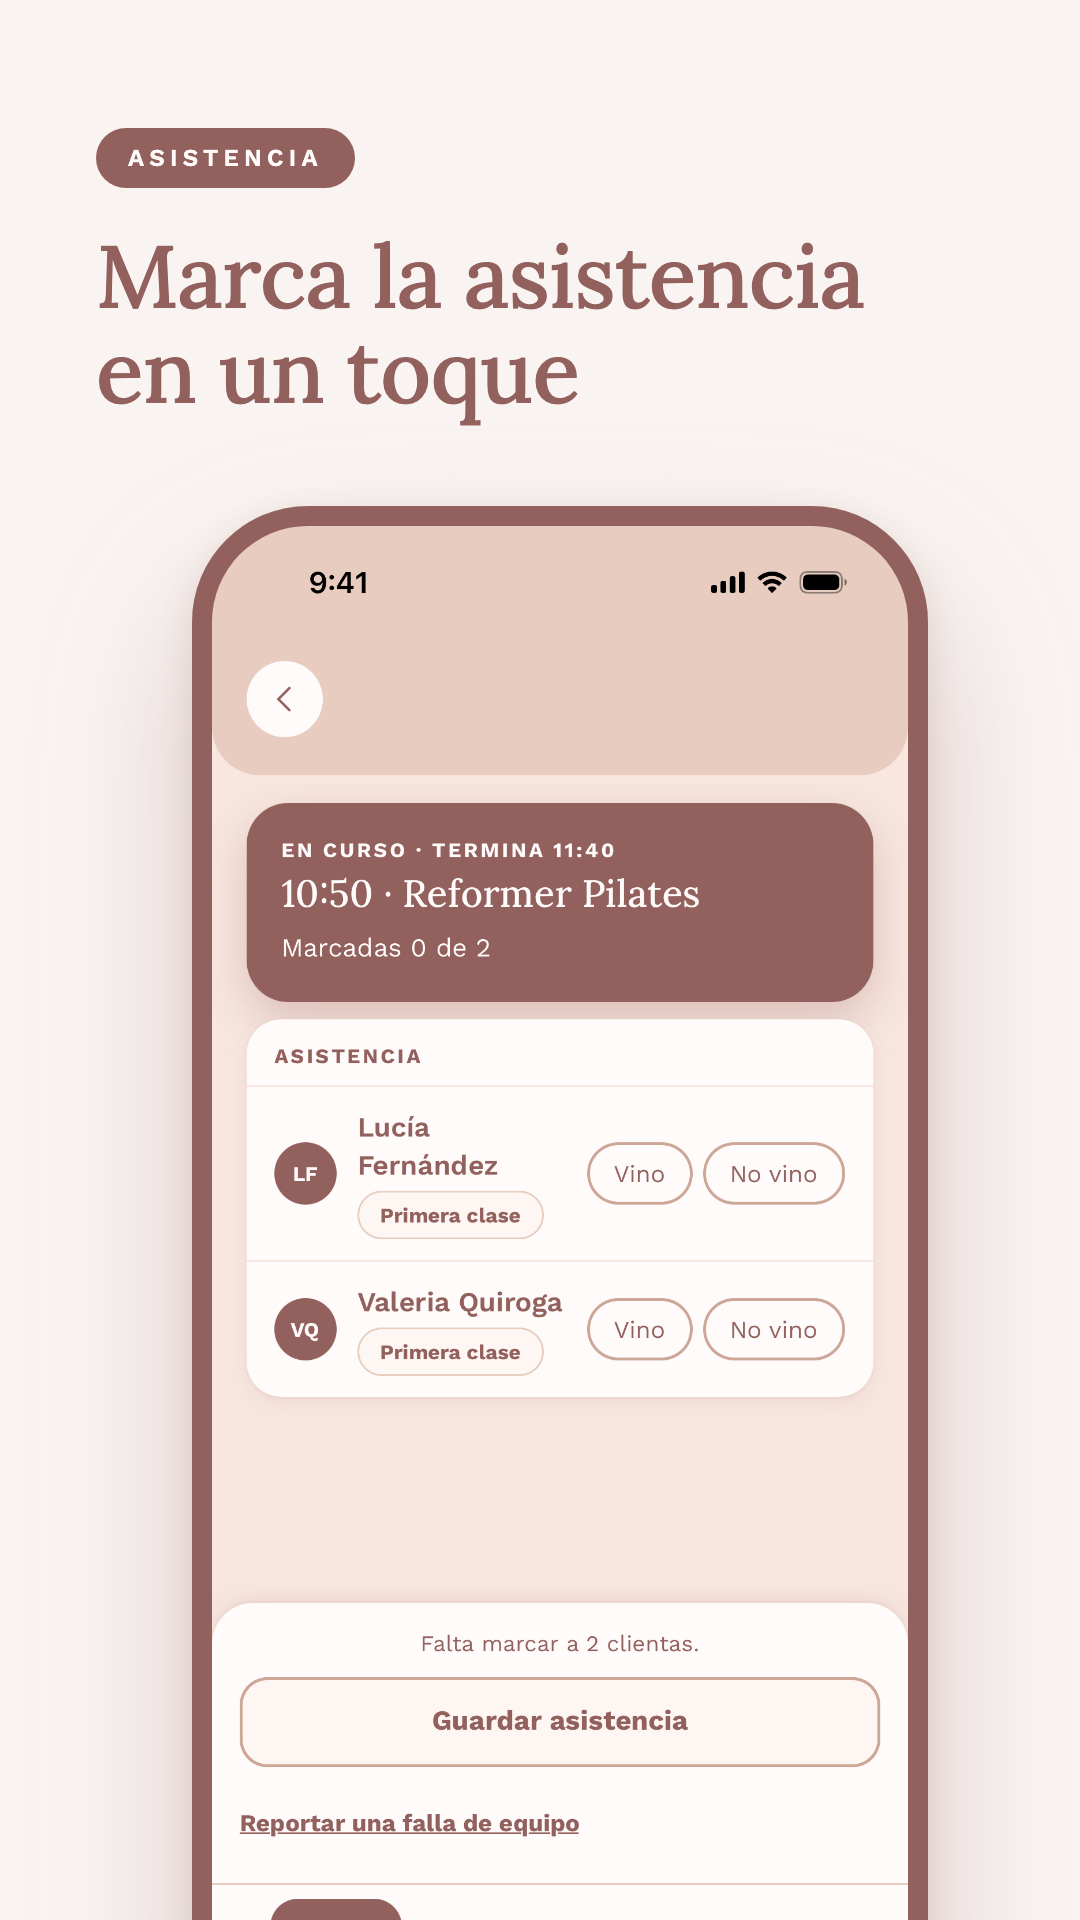 ASISTENCIA
Marca la asistencia
en un toque
9:41
EN CURSO · TERMINA 11:40
10:50 · Reformer Pilates
Marcadas 0 de 2
ASISTENCIA
Lucía
Fernández
LF
Vino
No vino
Primera clase
Valeria Quiroga
VQ
Vino
No vino
Primera clase
Falta marcar a 2 clientas.
Guardar asistencia
Reportar una falla de equipo